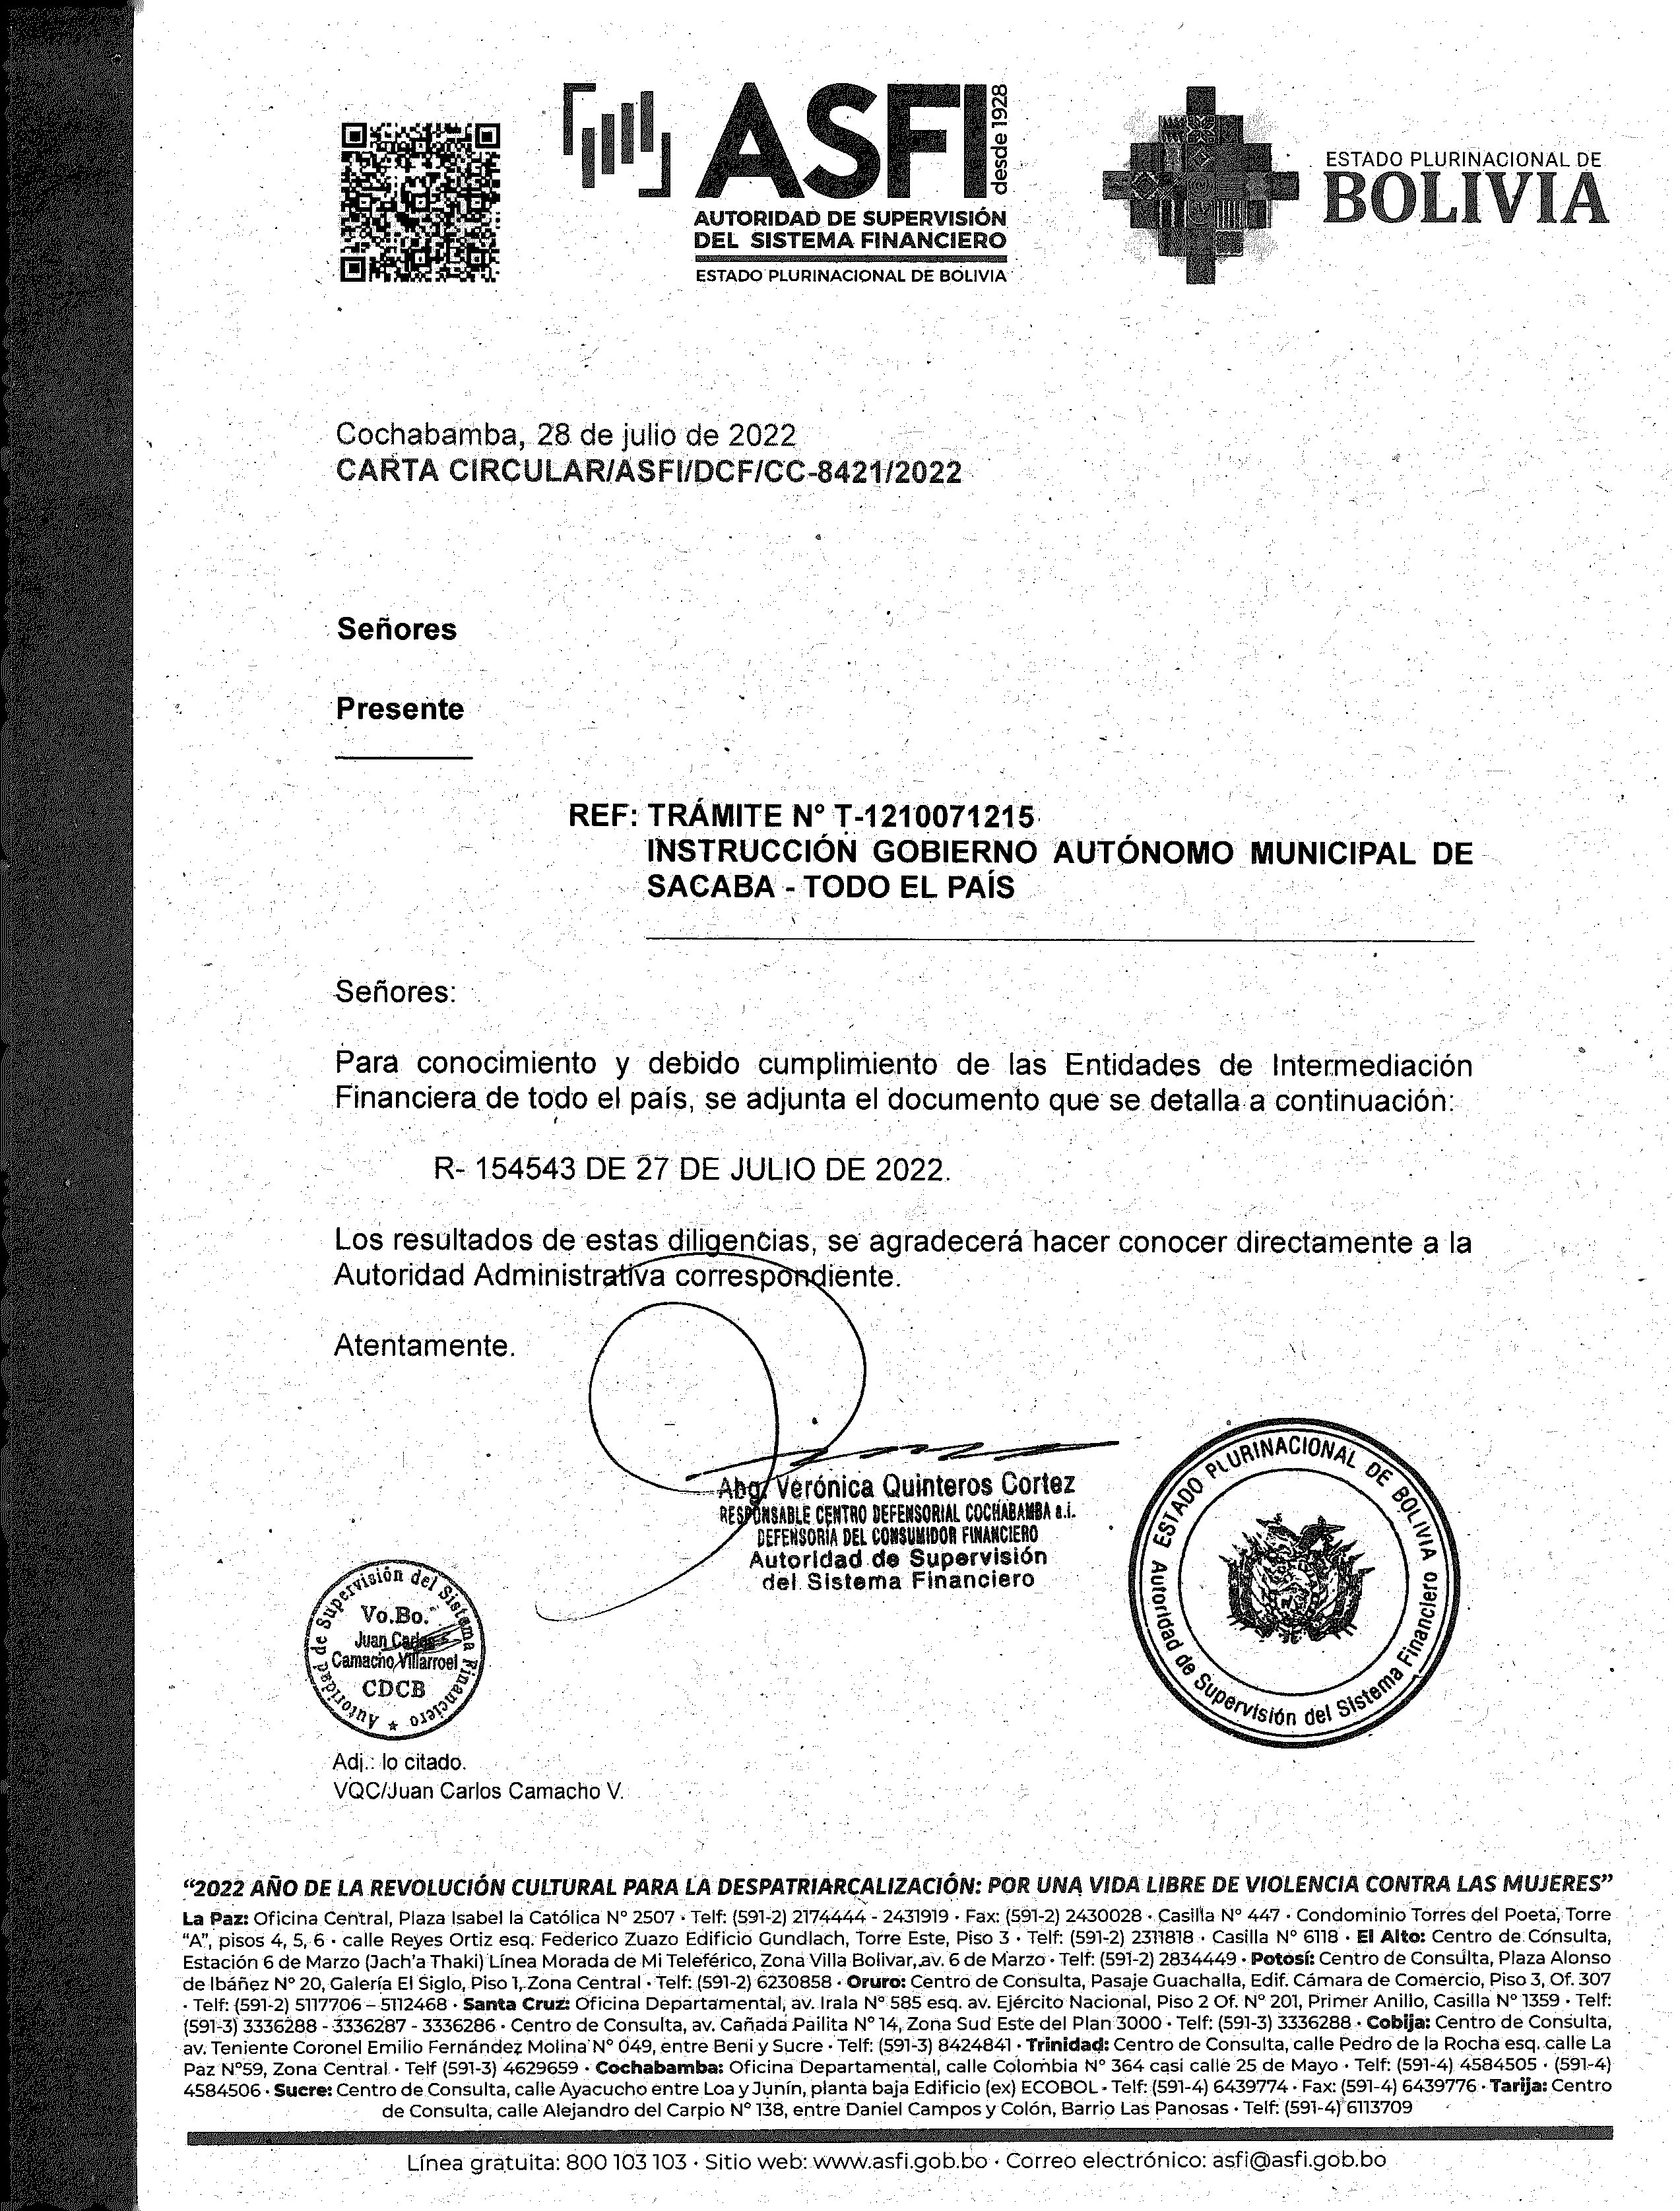 ASFI
desde 1928
AUTORIDAD DE SUPERVISIÓN
DEL SISTEMA FINANCIERO
ESTADO PLURINACIONAL DE BOLIVIA
ESTADO PLURINACIONAL DE
BOLIVIA
Cochabamba, 28 de julio de 2022
CARTA CIRCULAR/ASFI/DCF/CC-8421/2022
Señores
Presente
REF: TRÁMITE N° T-1210071215
INSTRUCCIÓN GOBIERNO AUTÓNOMO MUNICIPAL DE
SACABA - TODO EL PAÍS
Señores:
Para conocimiento y debido cumplimiento de las Entidades de Intermediación
Financiera de todo el país, se adjunta el documento que se detalla a continuación:
R- 154543 DE 27 DE JULIO DE 2022.
Los resultados de estas diligencias, se agradecerá hacer conocer directamente a la
Autoridad Administrativa correspondiente.
Atentamente.
Abg. Verónica Quinteros Cortez
RESPONSABLE CENTRO DEFENSORIAL COCHABAMBA a.i.
DEFENSORIA DEL CONSUMIDOR FINANCIERO
Autoridad de Supervisión
del Sistema Financiero
ESTADO PLURINACIONAL DE BOLIVIA
Autoridad de Supervisión del Sistema Financiero
Autoridad de Supervisión del Sistema Financiero
Vo.Bo.
Juan Carlos
Camacho Villarroel
CDCB
Adj.: lo citado.
VQC/Juan Carlos Camacho V.
“2022 AÑO DE LA REVOLUCIÓN CULTURAL PARA LA DESPATRIARCALIZACIÓN: POR UNA VIDA LIBRE DE VIOLENCIA CONTRA LAS MUJERES”
La Paz: Oficina Central, Plaza Isabel la Católica N° 2507 · Telf: (591-2) 2174444 - 2431919 · Fax: (591-2) 2430028 · Casilla N° 447 · Condominio Torres del Poeta, Torre
“A”, pisos 4, 5, 6 · calle Reyes Ortiz esq. Federico Zuazo Edificio Gundlach, Torre Este, Piso 3 · Telf: (591-2) 2311818 · Casilla N° 6118 · El Alto: Centro de Consulta,
Estación 6 de Marzo (Jach'a Thaki) Línea Morada de Mi Teleférico, Zona Villa Bolivar, av. 6 de Marzo · Telf: (591-2) 2834449 · Potosí: Centro de Consulta, Plaza Alonso
de Ibáñez N° 20, Galería El Siglo, Piso 1, Zona Central · Telf: (591-2) 6230858 · Oruro: Centro de Consulta, Pasaje Guachalla, Edif. Cámara de Comercio, Piso 3, Of. 307
· Telf: (591-2) 5117706 – 5112468 · Santa Cruz: Oficina Departamental, av. Irala N° 585 esq. av. Ejército Nacional, Piso 2 Of. N° 201, Primer Anillo, Casilla N° 1359 · Telf:
(591-3) 3336288 - 3336287 - 3336286 · Centro de Consulta, av. Cañada Pailita N° 14, Zona Sud Este del Plan 3000 · Telf: (591-3) 3336288 · Cobija: Centro de Consulta,
av. Teniente Coronel Emilio Fernández Molina N° 049, entre Beni y Sucre · Telf: (591-3) 8424841 · Trinidad: Centro de Consulta, calle Pedro de la Rocha esq. calle La
Paz N°59, Zona Central · Telf (591-3) 4629659 · Cochabamba: Oficina Departamental, calle Colombia N° 364 casi calle 25 de Mayo · Telf: (591-4) 4584505 · (591-4)
4584506 · Sucre: Centro de Consulta, calle Ayacucho entre Loa y Junín, planta baja Edificio (ex) ECOBOL · Telf: (591-4) 6439774 · Fax: (591-4) 6439776 · Tarija: Centro
de Consulta, calle Alejandro del Carpio N° 138, entre Daniel Campos y Colón, Barrio Las Panosas · Telf: (591-4) 6113709
Línea gratuita: 800 103 103 · Sitio web: www.asfi.gob.bo · Correo electrónico: asfi@asfi.gob.bo